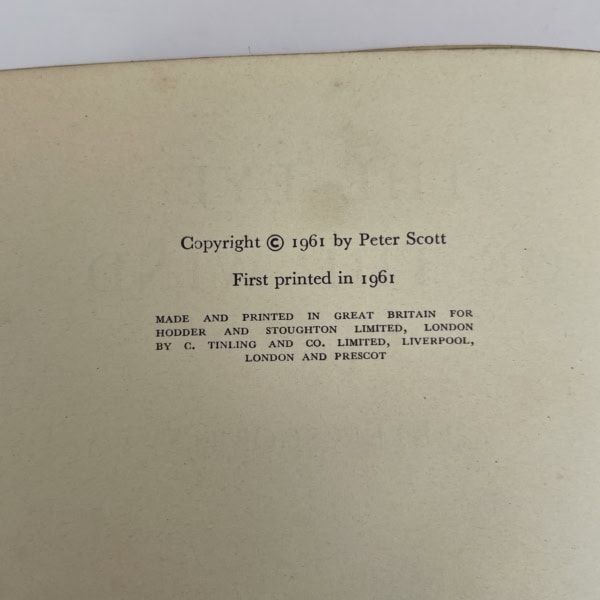 Copyright © 1961 by Peter Scott
First printed in 1961
MADE AND PRINTED IN GREAT BRITAIN FOR
HODDER AND STOUGHTON LIMITED, LONDON
BY C. TINLING AND CO. LIMITED, LIVERPOOL,
LONDON AND PRESCOT